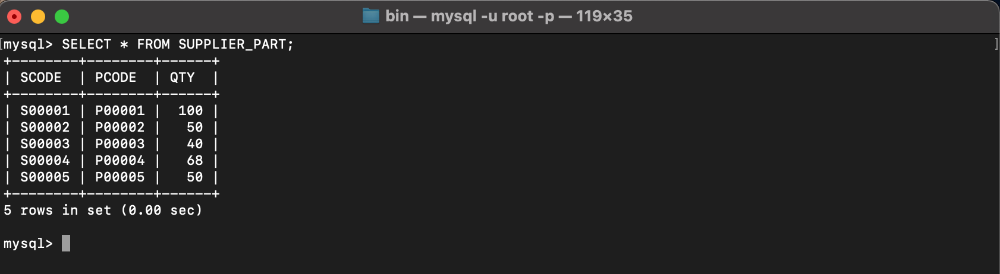 bin — mysql -u root -p — 119×35
[mysql> SELECT * FROM SUPPLIER_PART; ]
+--------+--------+------+
| SCODE  | PCODE  | QTY  |
+--------+--------+------+
| S00001 | P00001 |  100 |
| S00002 | P00002 |   50 |
| S00003 | P00003 |   40 |
| S00004 | P00004 |   68 |
| S00005 | P00005 |   50 |
+--------+--------+------+
5 rows in set (0.00 sec)
mysql>